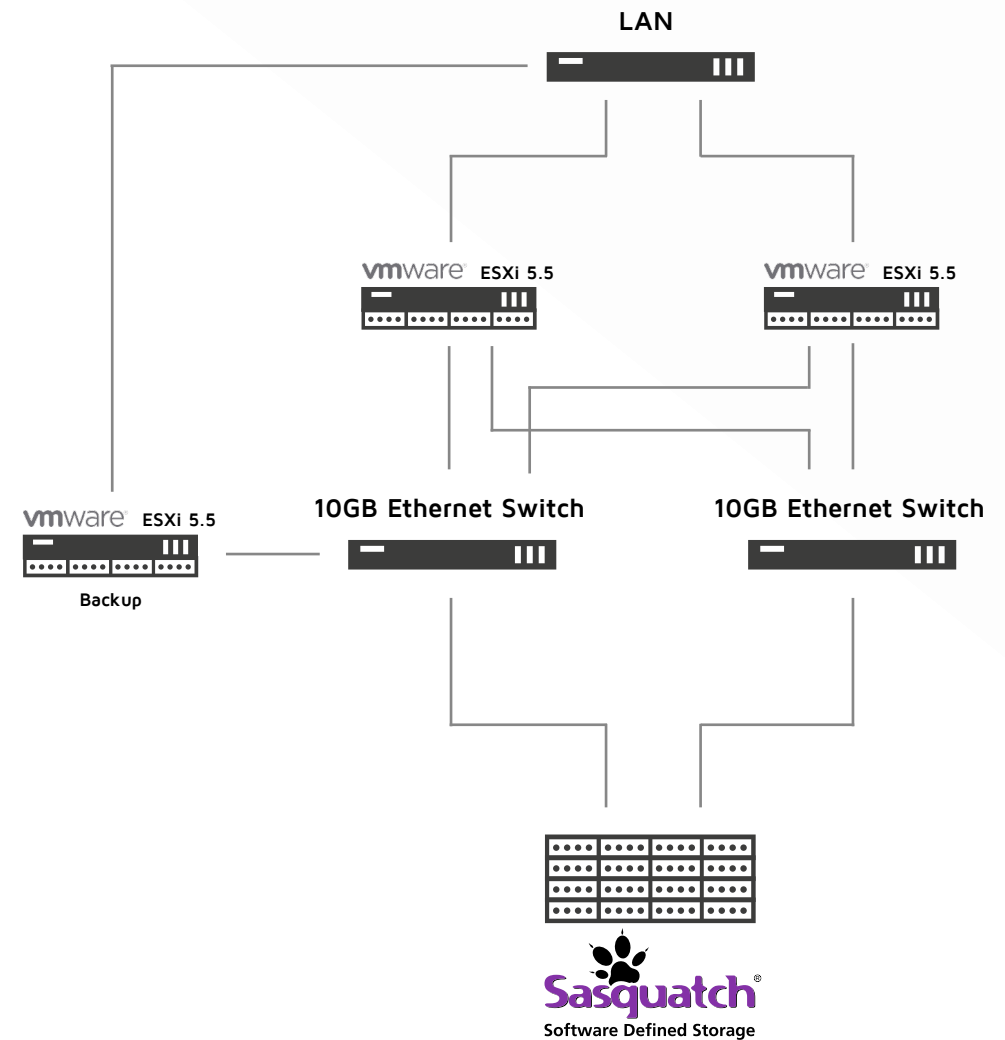 LAN
vmware® ESXi 5.5
vmware® ESXi 5.5
10GB Ethernet Switch
10GB Ethernet Switch
vmware® ESXi 5.5
Backup
Sasquatch®
Software Defined Storage